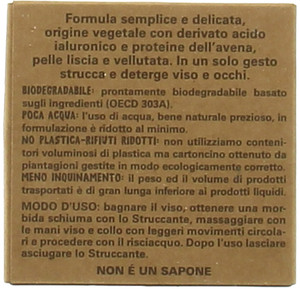 Formula semplice e delicata,
origine vegetale con derivato acido
ialuronico e proteine dell'avena,
pelle liscia e vellutata. In un solo gesto
strucca e deterge viso e occhi.
BIODEGRADABILE: prontamente biodegradabile basato
sugli ingredienti (OECD 303A).
POCA ACQUA: l'uso di acqua, bene naturale prezioso, in
formulazione è ridotto al minimo.
NO PLASTICA-RIFIUTI RIDOTTI: non utilizziamo conteni-
tori voluminosi di plastica ma cartoncino ottenuto da
piantagioni gestite in modo ecologicamente corretto.
MENO INQUINAMENTO: il peso ed il volume di prodotti
trasportati è di gran lunga inferiore ai prodotti liquidi.
MODO D'USO: bagnare il viso, ottenere una mor-
bida schiuma con lo Struccante, massaggiare con
le mani viso e collo con leggeri movimenti circola-
ri e procedere con il risciacquo. Dopo l'uso lasciare
asciugare lo Struccante.
NON É UN SAPONE